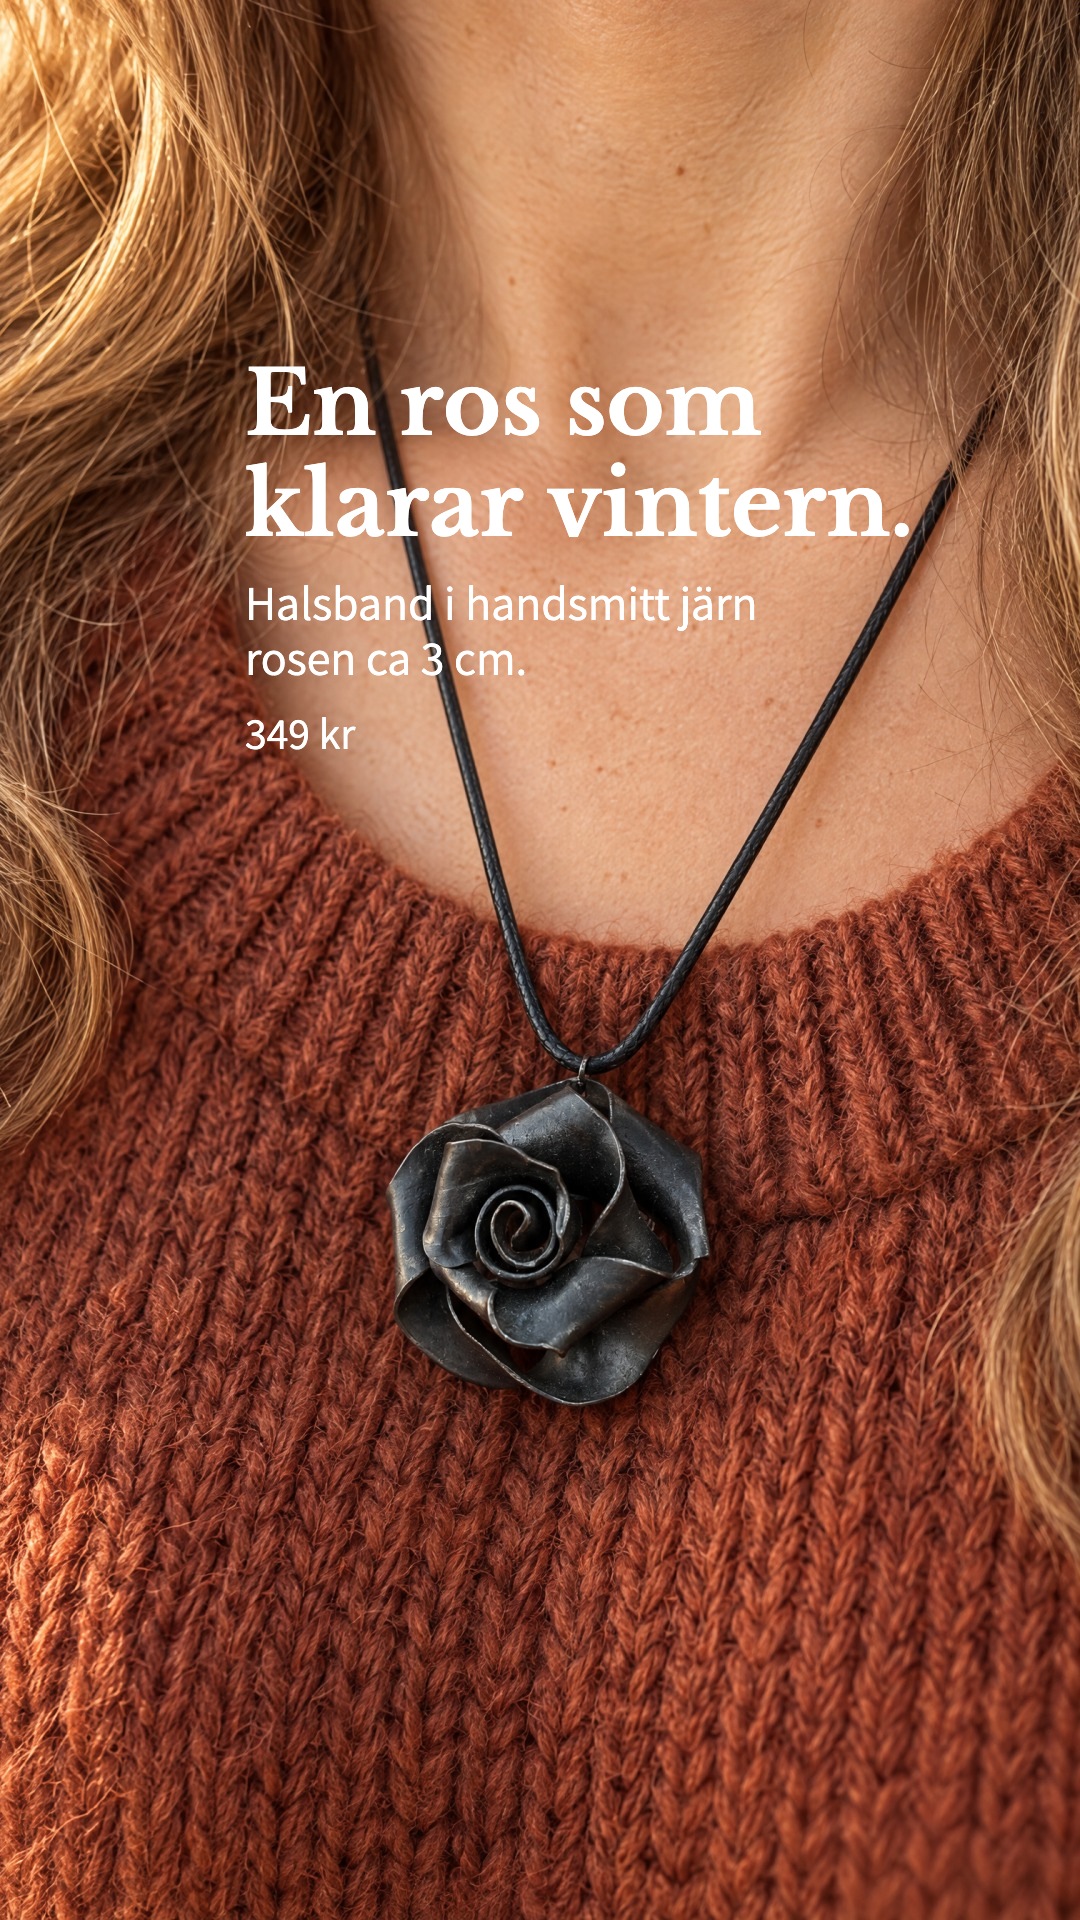 En ros som
klarar vintern.
Halsband i handsmitt järn
rosen ca 3 cm.
349 kr